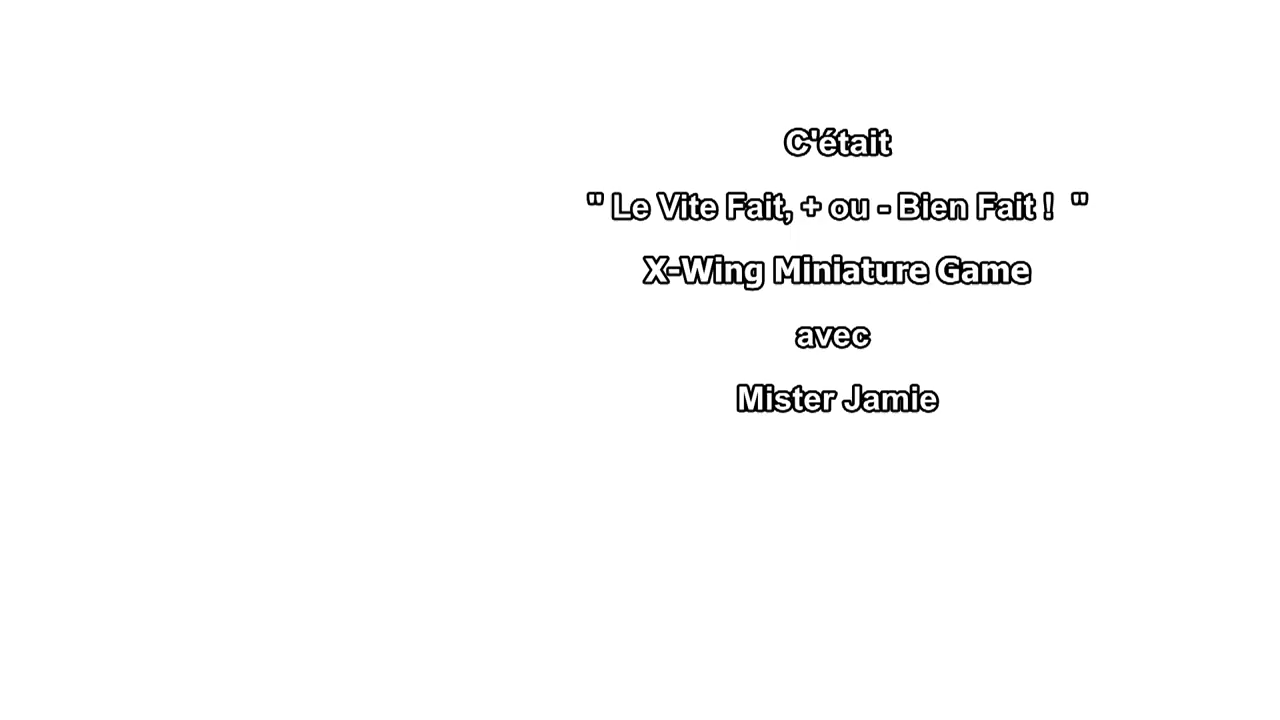 C'était
" Le Vite Fait, + ou - Bien Fait ! "
X-Wing Miniature Game
avec
Mister Jamie